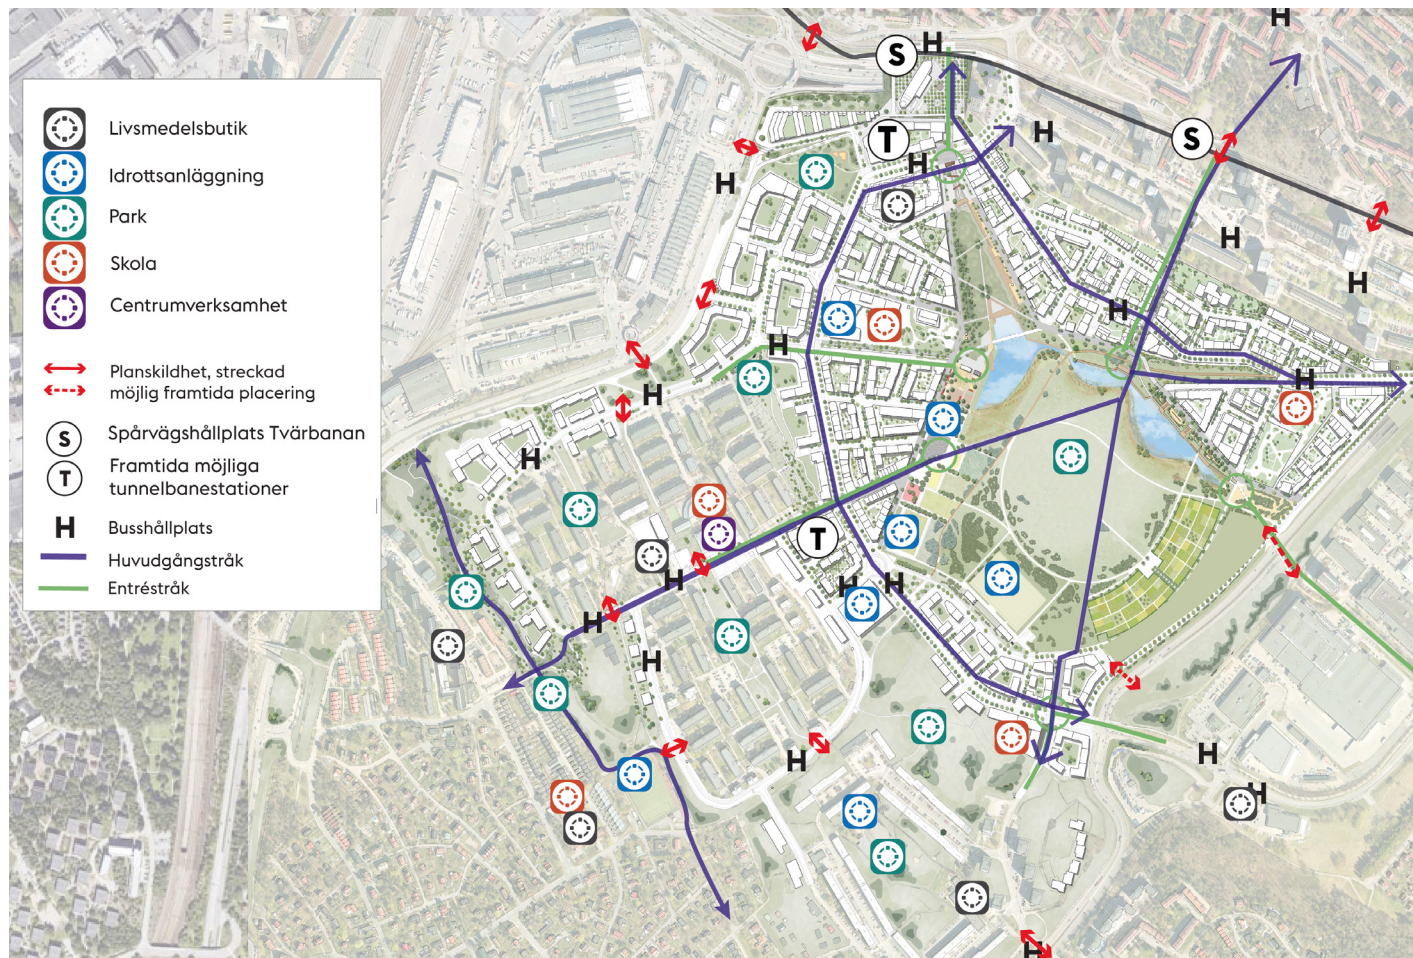 Livsmedelsbutik
Idrottsanläggning
Park
Skola
Centrumverksamhet
Planskildhet, streckad
möjlig framtida placering
S
Spårvägshållplats Tvärbanan
T
Framtida möjliga
tunnelbanestationer
H
Busshållplats
Huvudgångstråk
Entréstråk
H
S
H
H
T
S
H
H
H
H
H
H
H
H
H
H
T
H
H
H
H
H
H
H
H
H